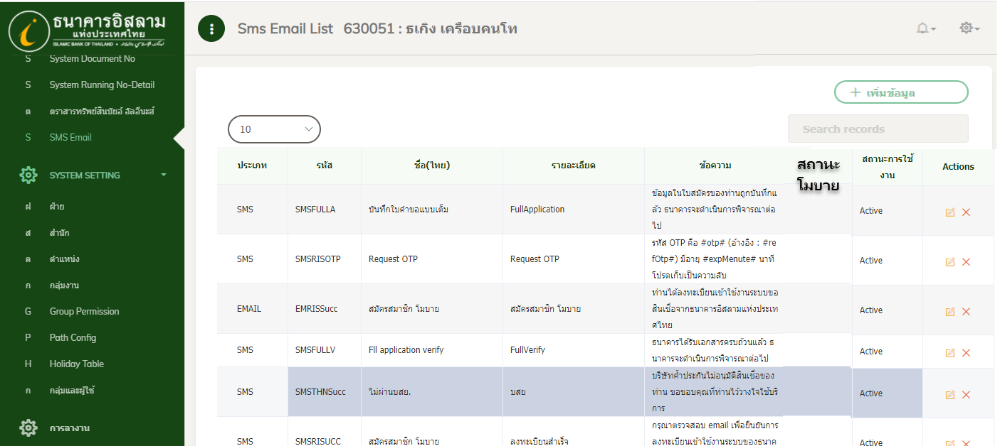 ธนาคารอิสลาม
แห่งประเทศไทย
ISLAMIC BANK OF THAILAND
S System Document No
S System Running No-Detail
ต ตราสารทรัพย์สินบัยอ์ อัลอีนะฮ์
S SMS Email
SYSTEM SETTING
ฝ ฝ่าย
ส สำนัก
ต ตำแหน่ง
ก กลุ่มงาน
G Group Permission
P Path Config
H Holiday Table
ก กลุ่มและผู้ใช้
การลางาน
Sms Email List 630051 : ธเกิง เครือบคนโท
+ เพิ่มข้อมูล
10
Search records
ประเภท รหัส ชื่อ(ไทย) รายละเอียด ข้อความ สถานะ โมบาย สถานะการใช้ งาน Actions
SMS SMSFULLA บันทึกใบคำขอแบบเต็ม FullApplication
ข้อมูลในใบสมัครของท่านถูกบันทึกแ
ล้ว ธนาคารจะดำเนินการพิจารณาต่อ
ไป
Active
SMS SMSRISOTP Request OTP Request OTP
รหัส OTP คือ #otp# (อ้างอิง : #re
fOtp#) มีอายุ #expMenute# นาที
โปรดเก็บเป็นความลับ
Active
EMAIL EMRISSucc สมัครสมาชิก โมบาย สมัครสมาชิก โมบาย
ท่านได้ลงทะเบียนเข้าใช้งานระบบขอ
สินเชื่อจากธนาคารอิสลามแห่งประเท
ศไทย
Active
SMS SMSFULLV Fll application verify FullVerify
ธนาคารได้รับเอกสารครบถ้วนแล้ว ธ
นาคารจะดำเนินการพิจารณาต่อไป
Active
SMS SMSTHNSucc ไม่ผ่านบสย. บสย
บริษัทค้ำประกันไม่อนุมัติสินเชื่อของ
ท่าน ขอขอบคุณที่ท่านไว้วางใจใช้บริ
การ
Active
SMS SMSRISUCC สมัครสมาชิก โมบาย ลงทะเบียนสำเร็จ
กรุณาตรวจสอบ email เพื่อยืนยันการ
ลงทะเบียนเข้าใช้งานระบบของธนาค
Active